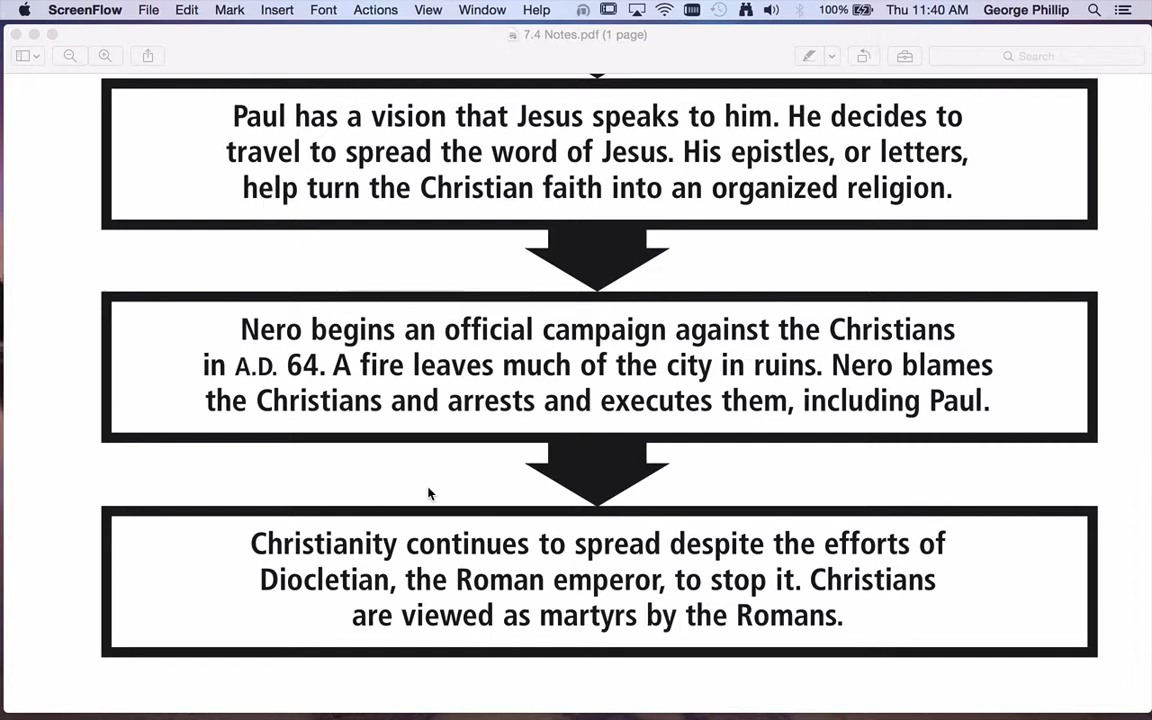 ScreenFlow File Edit Mark Insert Font Actions View Window Help 100% Thu 11:40 AM George Phillip
7.4 Notes.pdf (1 page)
Search
Paul has a vision that Jesus speaks to him. He decides to
travel to spread the word of Jesus. His epistles, or letters,
help turn the Christian faith into an organized religion.
Nero begins an official campaign against the Christians
in A.D. 64. A fire leaves much of the city in ruins. Nero blames
the Christians and arrests and executes them, including Paul.
Christianity continues to spread despite the efforts of
Diocletian, the Roman emperor, to stop it. Christians
are viewed as martyrs by the Romans.